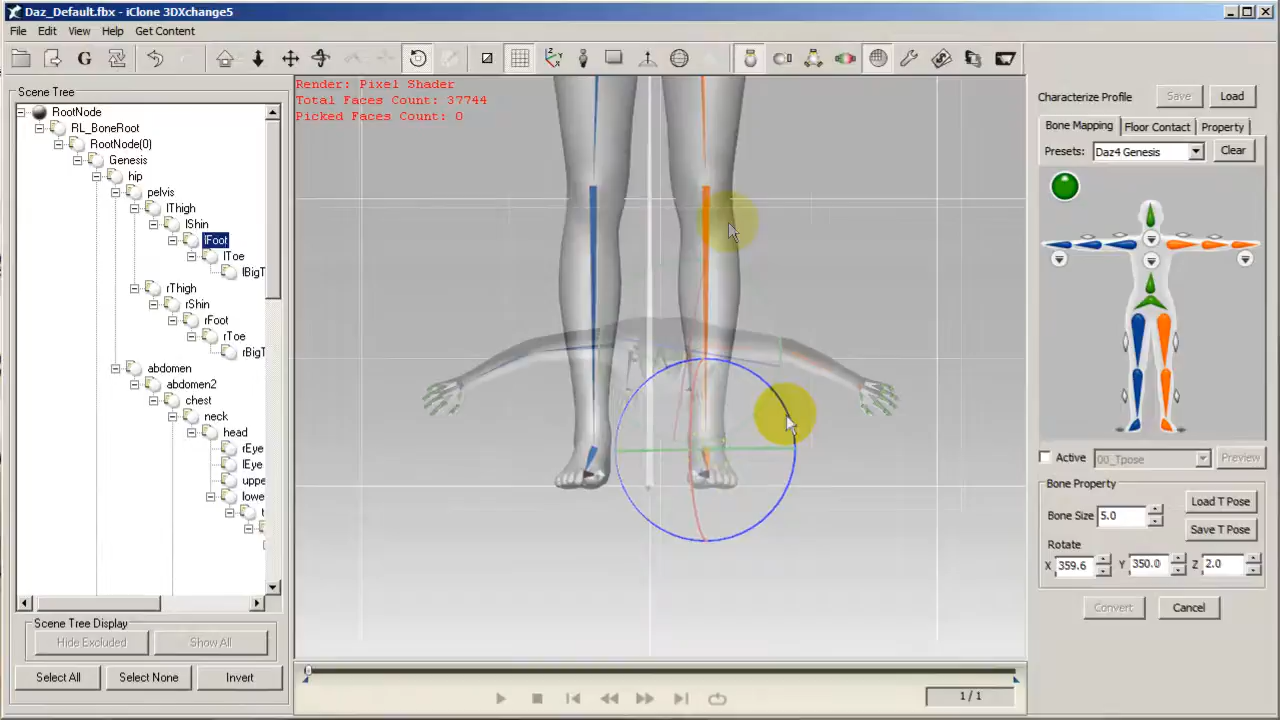 Daz_Default.fbx - iClone 3DXchange5
File Edit View Help Get Content
G
Scene Tree
RootNode
RL_BoneRoot
RootNode(0)
Genesis
hip
pelvis
lThigh
lShin
lFoot
lToe
lBigT
rThigh
rShin
rFoot
rToe
rBigT
abdomen
abdomen2
chest
neck
head
rEye
lEye
uppe
lowe
t
Scene Tree Display
Hide Excluded Show All
Select All Select None Invert
Render: Pixel Shader
Total Faces Count: 37744
Picked Faces Count: 0
1 / 1
Characterize Profile Save Load
Bone Mapping Floor Contact Property
Presets: Daz4 Genesis Clear
Active 00_Tpose Preview
Bone Property
Bone Size 5.0 Load T Pose
Save T Pose
Rotate
X 359.6 Y 350.0 Z 2.0
Convert Cancel